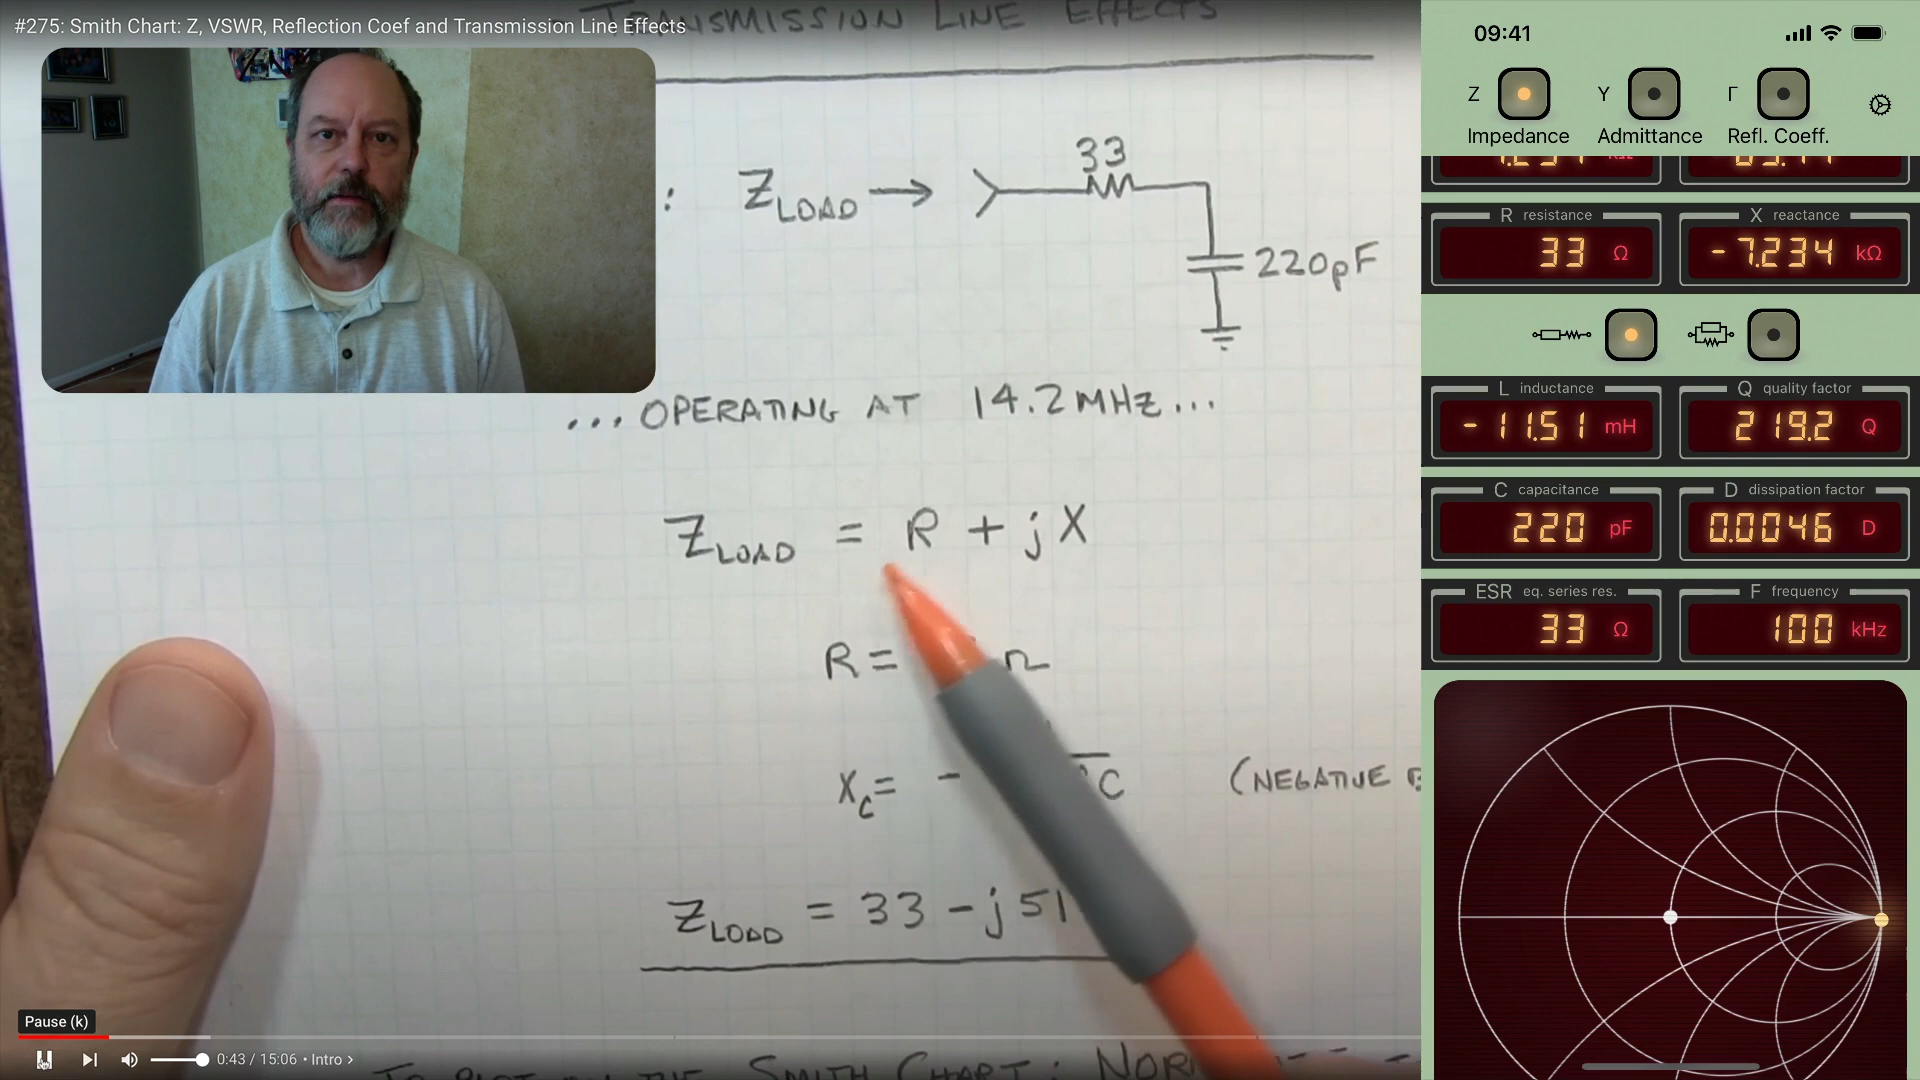 #275: Smith Chart: Z, VSWR, Reflection Coef and Transmission Line Effects
TRANSMISSION LINE EFFECTS
: ZLOAD → 33
220pF
...OPERATING AT 14.2MHZ...
ZLOAD = R + jX
R =
Xc = - C (NEGATIVE
ZLOAD = 33 - j51
SMITH CHART:
Pause (k)
0:43 / 15:06 • Intro >
09:41
Z Y Γ
Impedance Admittance Refl. Coeff.
R resistance X reactance
33 Ω -7.234 kΩ
L inductance Q quality factor
-11.51 mH 219.2 Q
C capacitance D dissipation factor
220 pF 0.0046 D
ESR eq. series res. F frequency
33 Ω 100 kHz